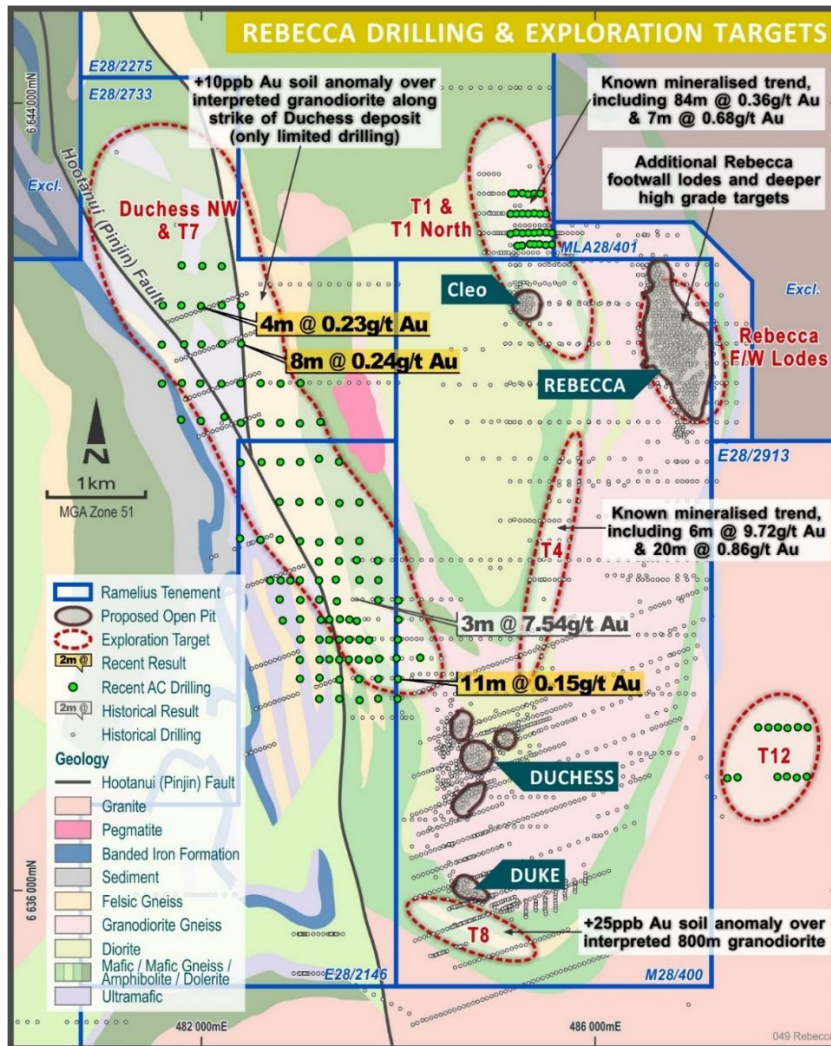 REBECCA DRILLING & EXPLORATION TARGETS
E28/2275
E28/2733
6 644 000mN
+10ppb Au soil anomaly over
interpreted granodiorite along
strike of Duchess deposit
(only limited drilling)
Known mineralised trend,
including 84m @ 0.36g/t Au
& 7m @ 0.68g/t Au
Additional Rebecca
footwall lodes and deeper
high grade targets
Excl.
Hootanui (Pinjin) Fault
Duchess NW
& T7
T1 &
T1 North
MLA28/401
Cleo
Excl.
4m @ 0.23g/t Au
8m @ 0.24g/t Au
REBECCA
Rebecca
F/W Lodes
N
1km
MGA Zone 51
E28/2913
Known mineralised trend,
including 6m @ 9.72g/t Au
& 20m @ 0.86g/t Au
T4
3m @ 7.54g/t Au
11m @ 0.15g/t Au
T12
DUCHESS
DUKE
T8
+25ppb Au soil anomaly over
interpreted 800m granodiorite
Ramelius Tenement
Proposed Open Pit
Exploration Target
2m @
Recent Result
Recent AC Drilling
2m @
Historical Result
Historical Drilling
Geology
Hootanui (Pinjin) Fault
Granite
Pegmatite
Banded Iron Formation
Sediment
Felsic Gneiss
Granodiorite Gneiss
Diorite
Mafic / Mafic Gneiss /
Amphibolite / Dolerite
Ultramafic
6 636 000mN
E28/2146
M28/400
482 000mE
486 000mE
049 Rebecca